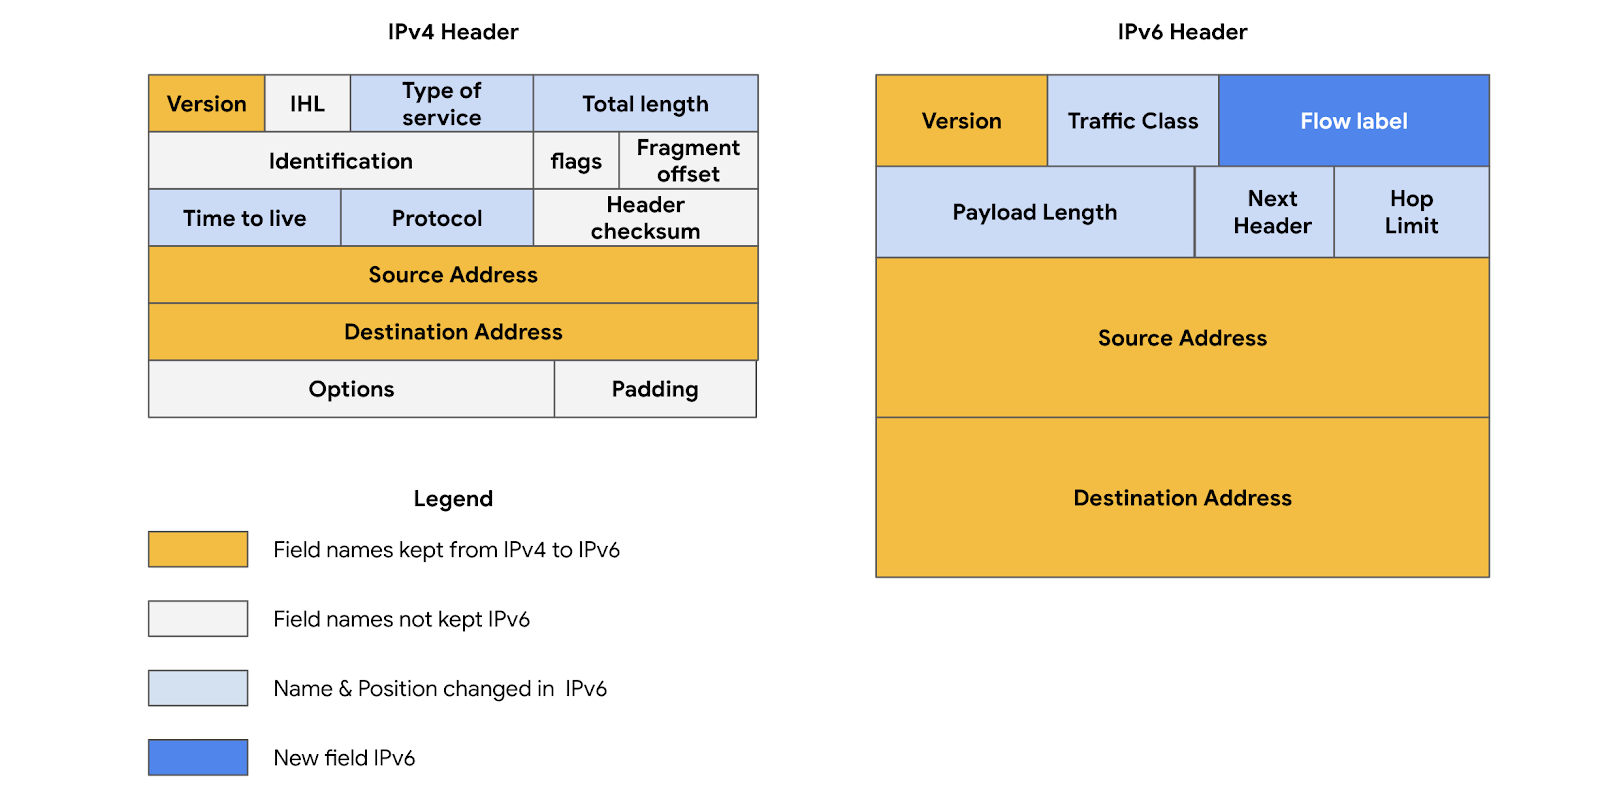 IPv4 Header
Version
IHL
Type of
service
Total length
Identification
flags
Fragment
offset
Time to live
Protocol
Header
checksum
Source Address
Destination Address
Options
Padding
IPv6 Header
Version
Traffic Class
Flow label
Payload Length
Next
Header
Hop
Limit
Source Address
Destination Address
Legend
Field names kept from IPv4 to IPv6
Field names not kept IPv6
Name & Position changed in IPv6
New field IPv6